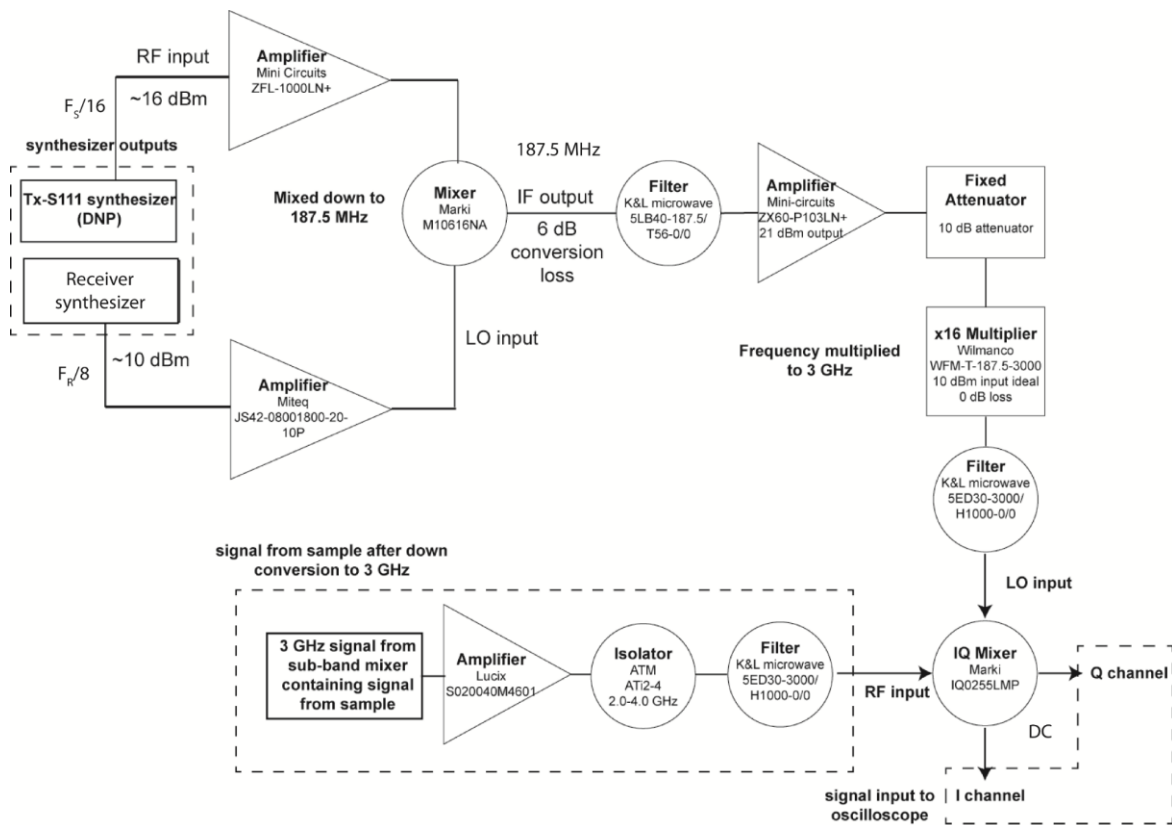 RF input
~16 dBm
F_S/16
synthesizer outputs
Tx-S111 synthesizer
(DNP)
Receiver
synthesizer
~10 dBm
F_R/8
Amplifier
Mini Circuits
ZFL-1000LN+
Mixed down to
187.5 MHz
Mixer
Marki
M10616NA
LO input
Amplifier
Miteq
JS42-08001800-20-
10P
187.5 MHz
IF output
6 dB
conversion
loss
Filter
K&L microwave
5LB40-187.5/
T56-0/0
Amplifier
Mini-circuits
ZX60-P103LN+
21 dBm output
Fixed
Attenuator
10 dB attenuator
Frequency multiplied
to 3 GHz
x16 Multiplier
Wilmanco
WFM-T-187.5-3000
10 dBm input ideal
0 dB loss
Filter
K&L microwave
5ED30-3000/
H1000-0/0
LO input
signal from sample after down
conversion to 3 GHz
3 GHz signal from
sub-band mixer
containing signal
from sample
Amplifier
Lucix
S020040M4601
Isolator
ATM
ATi2-4
2.0-4.0 GHz
Filter
K&L microwave
5ED30-3000/
H1000-0/0
RF input
IQ Mixer
Marki
IQ0255LMP
Q channel
DC
signal input to
oscilloscope
I channel